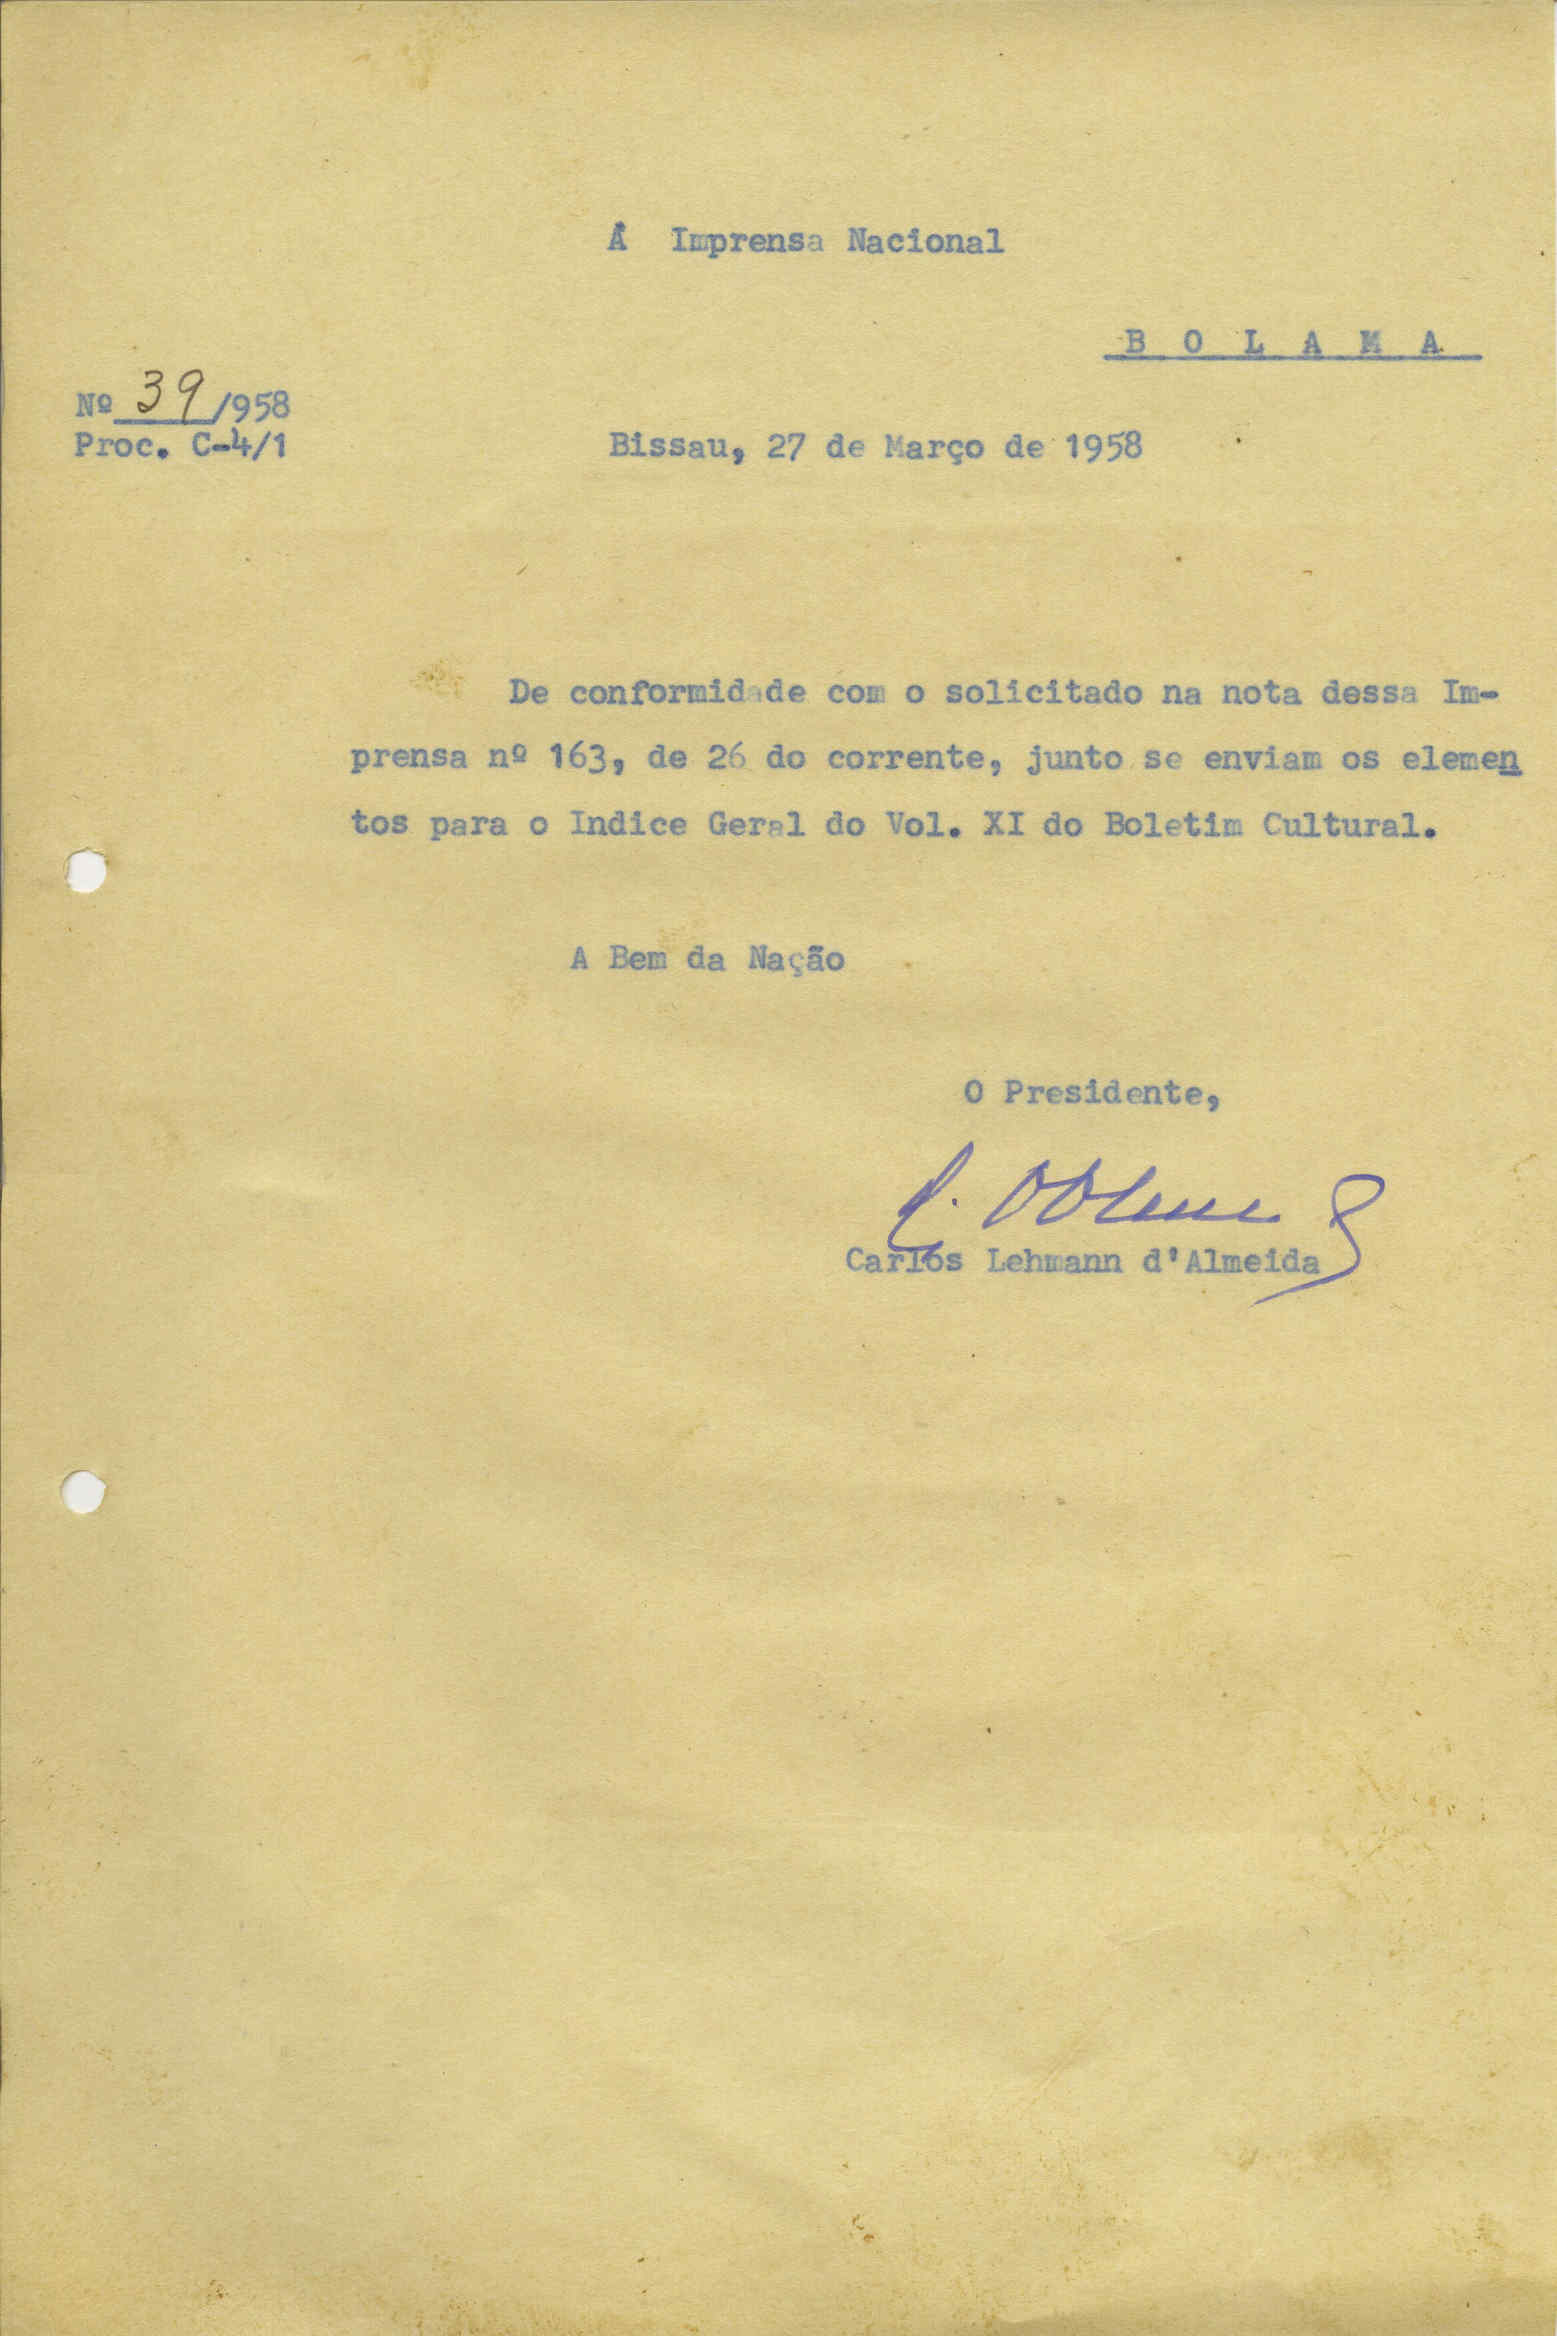 Á Imprensa Nacional
B O L A M A
Nº 39/958
Proc. C-4/1
Bissau, 27 de Março de 1958
De conformidade com o solicitado na nota dessa Im-
prensa nº 163, de 26 do corrente, junto se enviam os elemen
tos para o Indice Geral do Vol. XI do Boletim Cultural.
A Bem da Nação
O Presidente,
Carlos Lehmann d'Almeida